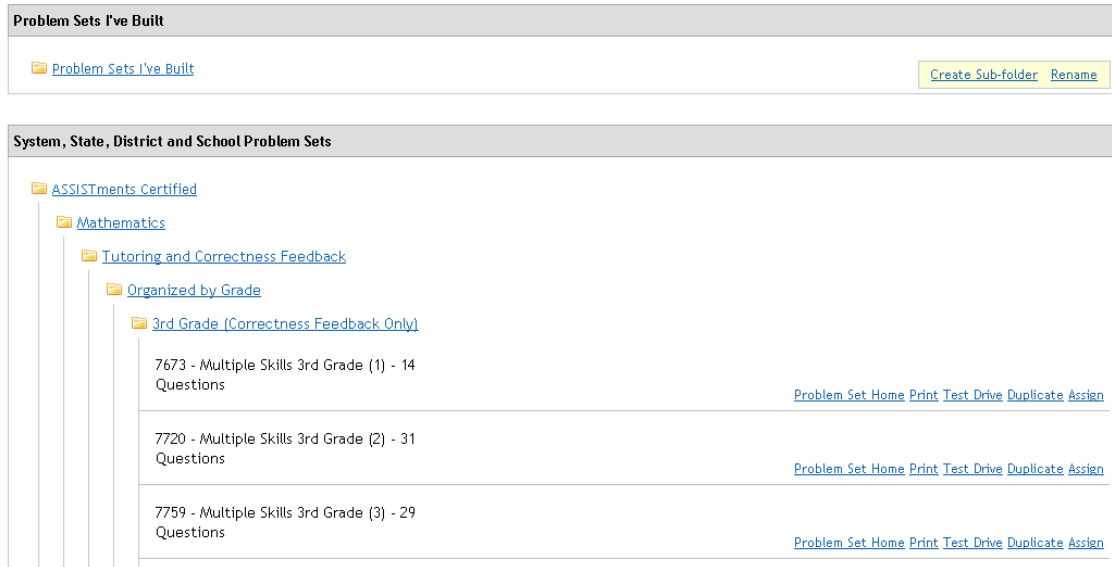 Problem Sets I've Built
Problem Sets I've Built
Create Sub-folder Rename
System, State, District and School Problem Sets
ASSISTments Certified
Mathematics
Tutoring and Correctness Feedback
Organized by Grade
3rd Grade (Correctness Feedback Only)
7673 - Multiple Skills 3rd Grade (1) - 14
Questions
Problem Set Home Print Test Drive Duplicate Assign
7720 - Multiple Skills 3rd Grade (2) - 31
Questions
Problem Set Home Print Test Drive Duplicate Assign
7759 - Multiple Skills 3rd Grade (3) - 29
Questions
Problem Set Home Print Test Drive Duplicate Assign